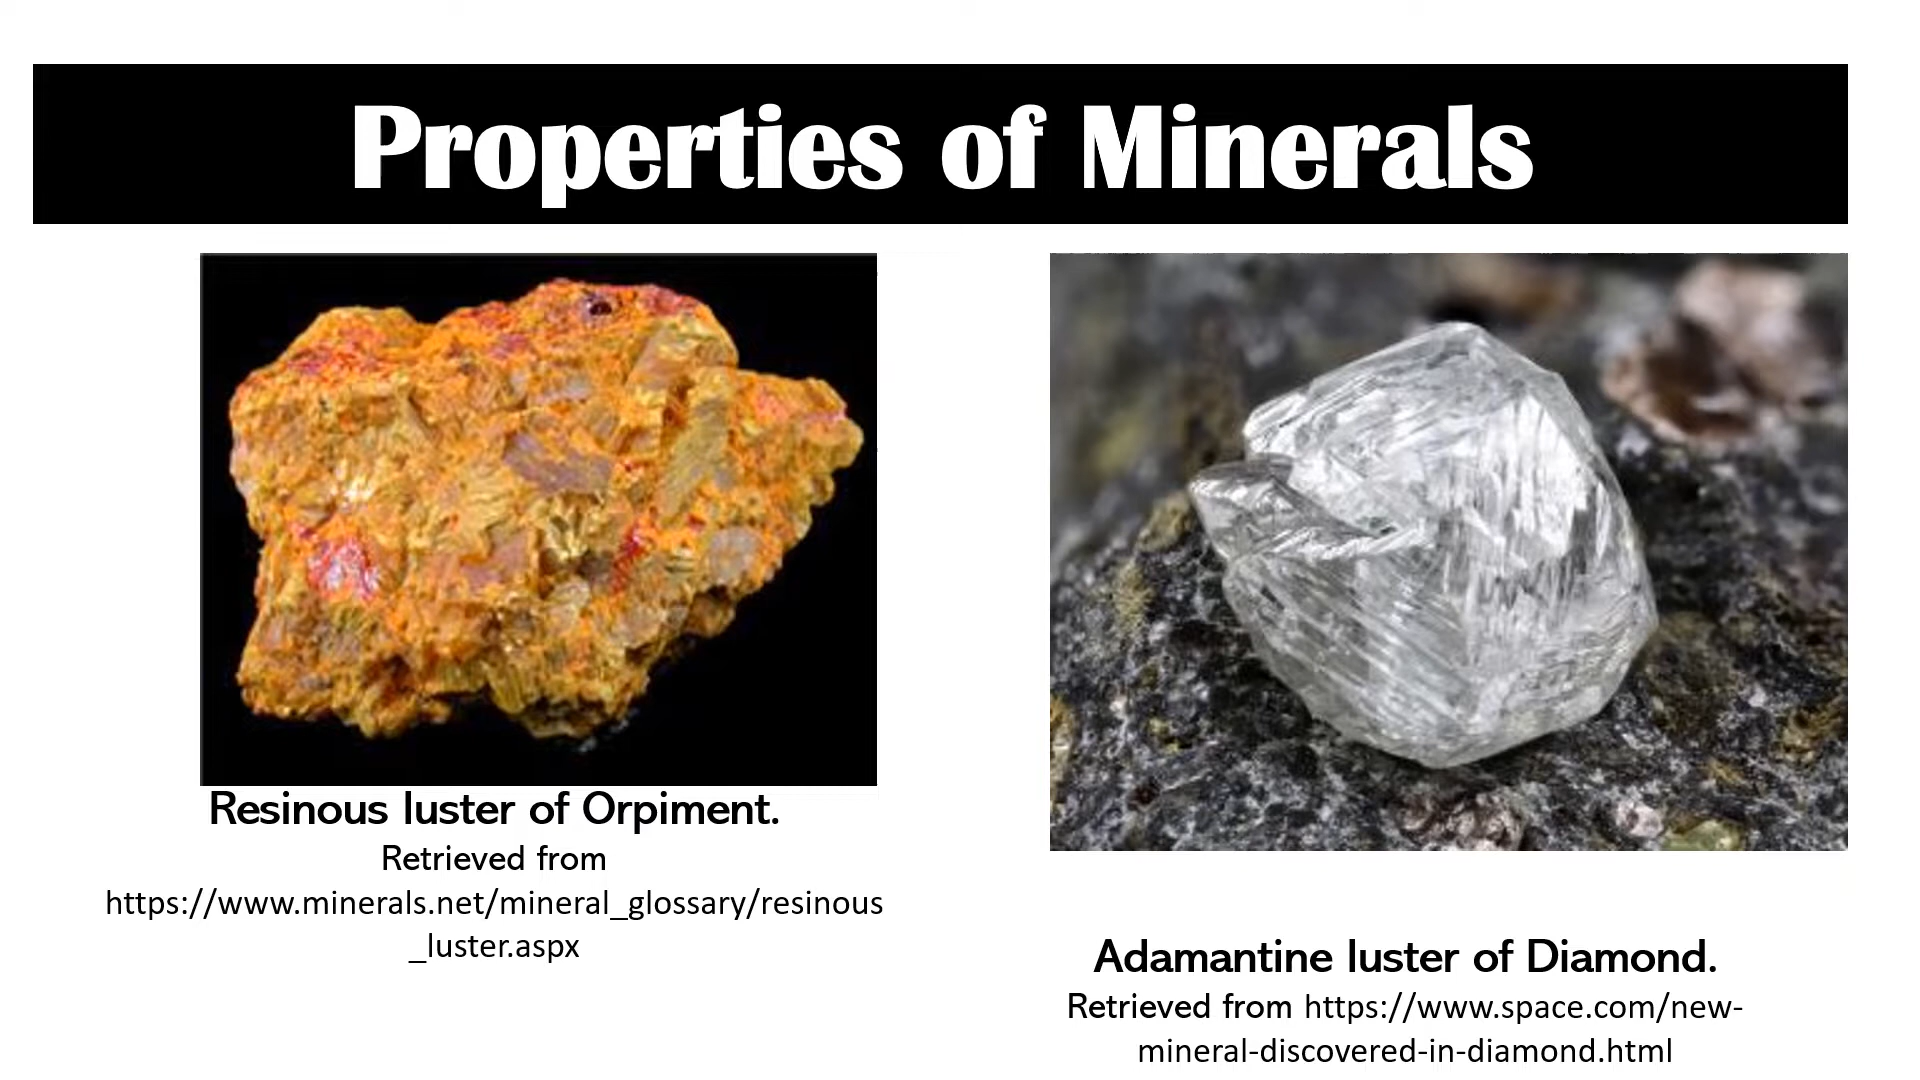 Properties of Minerals
Resinous luster of Orpiment.
Retrieved from
https://www.minerals.net/mineral_glossary/resinous
_luster.aspx
Adamantine luster of Diamond.
Retrieved from https://www.space.com/new-
mineral-discovered-in-diamond.html